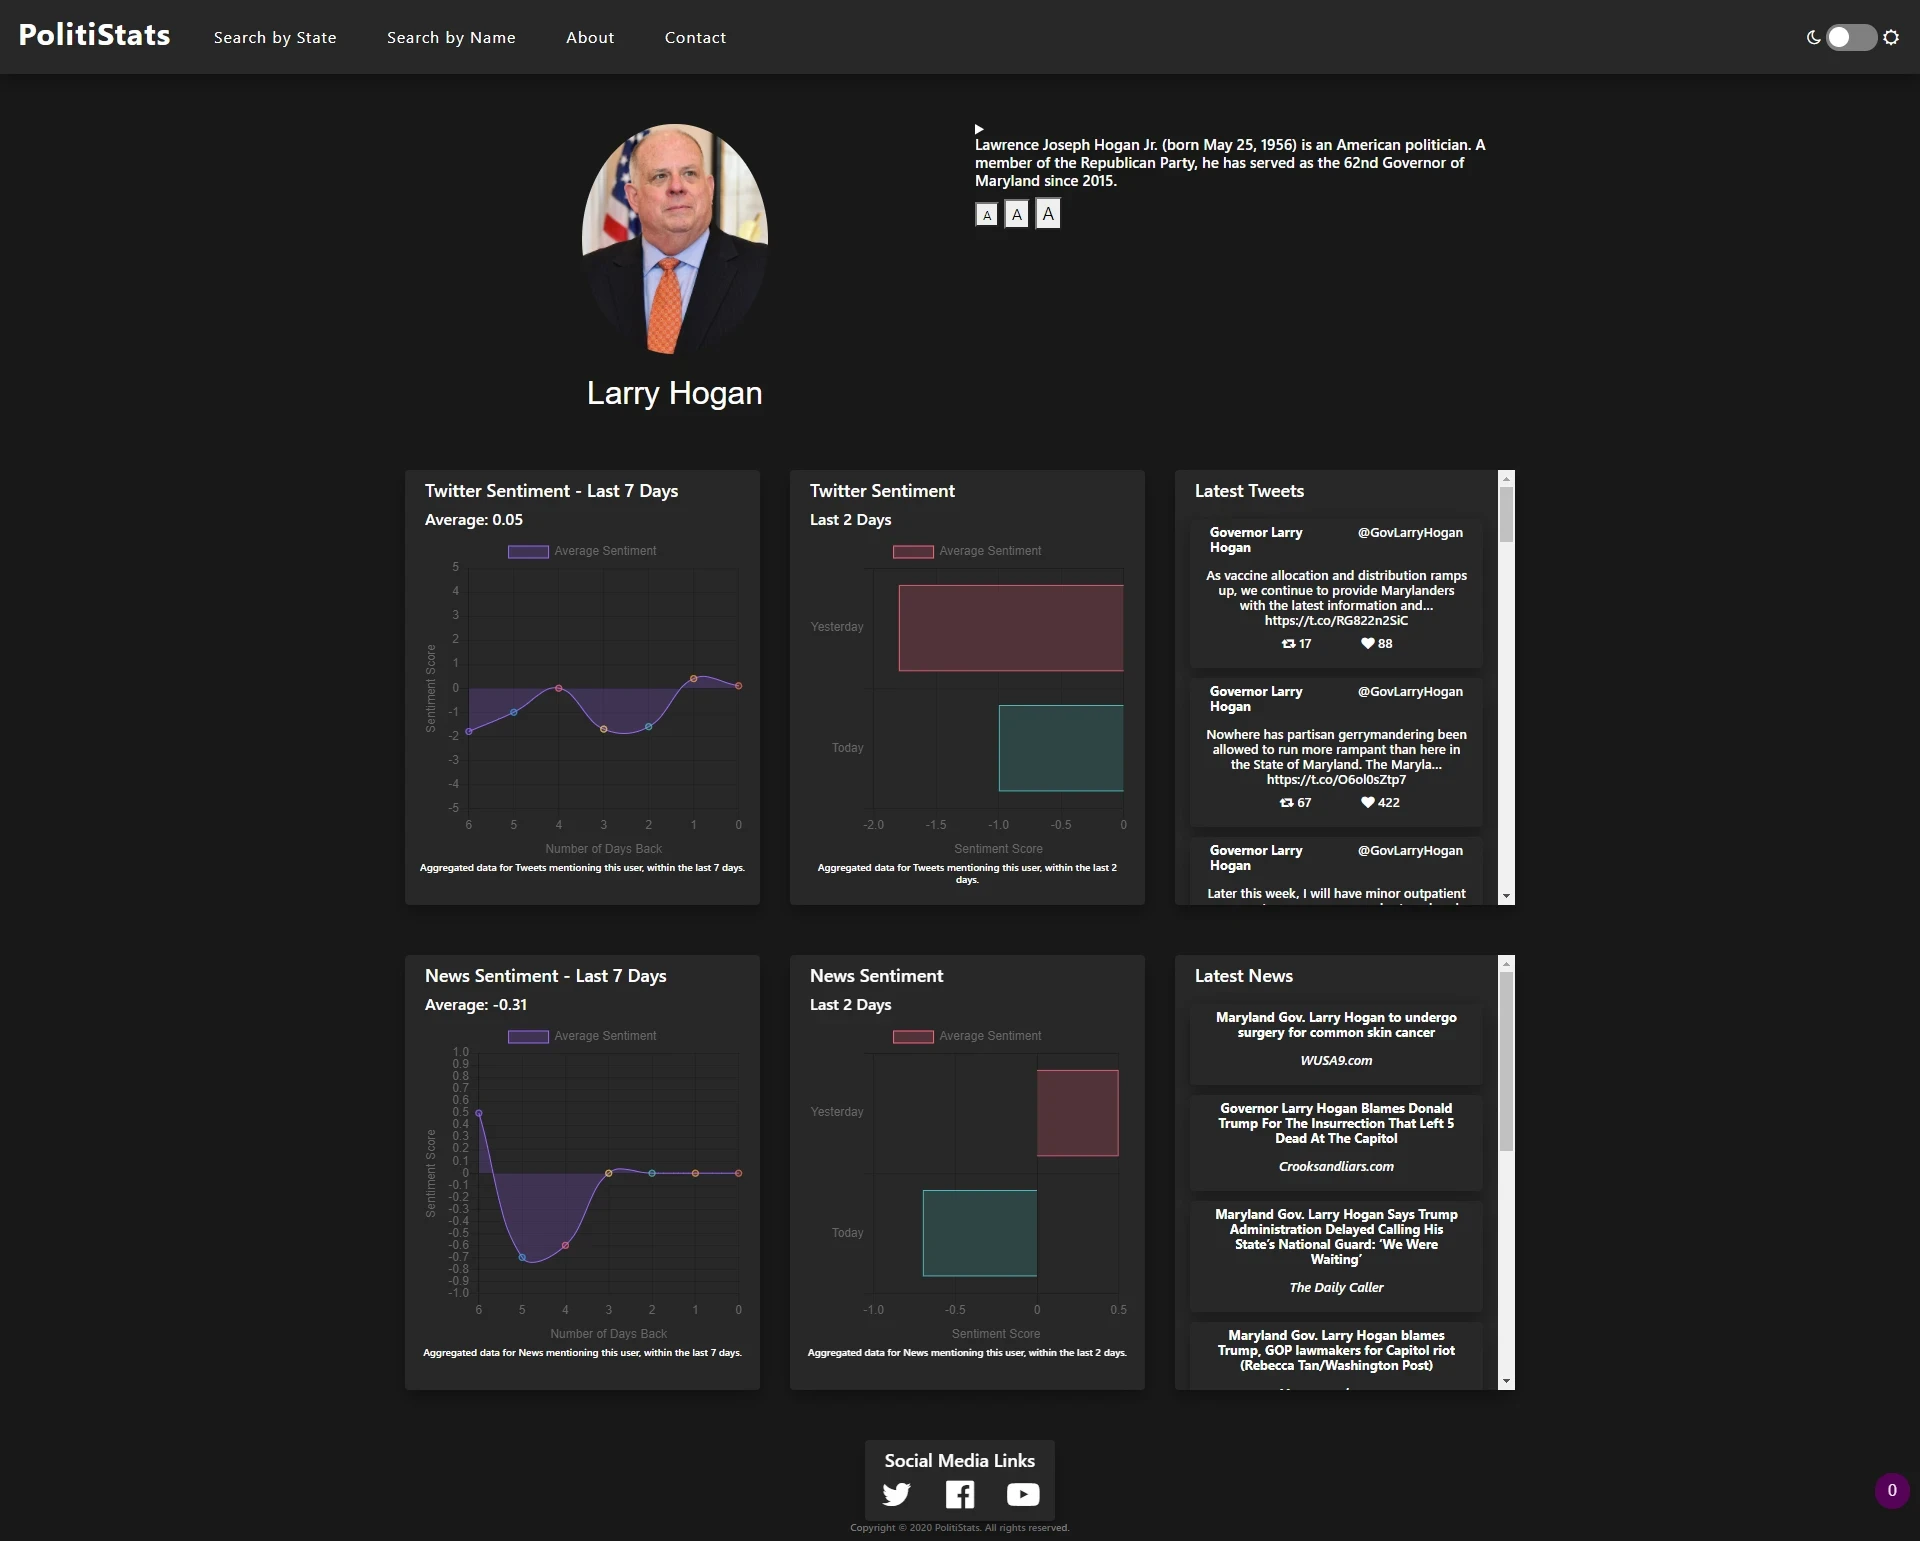 PolitiStats
Search by State
Search by Name
About
Contact
Lawrence Joseph Hogan Jr. (born May 25, 1956) is an American politician. A
member of the Republican Party, he has served as the 62nd Governor of
Maryland since 2015.
A A A
Larry Hogan
Twitter Sentiment - Last 7 Days
Average: 0.05
Average Sentiment
5
4
3
2
1
0
-1
-2
-3
-4
-5
Sentiment Score
6 5 4 3 2 1 0
Number of Days Back
Aggregated data for Tweets mentioning this user, within the last 7 days.
Twitter Sentiment
Last 2 Days
Average Sentiment
Yesterday
Today
-2.0 -1.5 -1.0 -0.5 0
Sentiment Score
Aggregated data for Tweets mentioning this user, within the last 2
days.
Latest Tweets
Governor Larry
Hogan
@GovLarryHogan
As vaccine allocation and distribution ramps
up, we continue to provide Marylanders
with the latest information and…
https://t.co/RG822n2SiC
17 88
Governor Larry
Hogan
@GovLarryHogan
Nowhere has partisan gerrymandering been
allowed to run more rampant than here in
the State of Maryland. The Maryla…
https://t.co/O6ol0sZtp7
67 422
Governor Larry
Hogan
@GovLarryHogan
Later this week, I will have minor outpatient
News Sentiment - Last 7 Days
Average: -0.31
Average Sentiment
1.0
0.9
0.8
0.7
0.6
0.5
0.4
0.3
0.2
0.1
0
-0.1
-0.2
-0.3
-0.4
-0.5
-0.6
-0.7
-0.8
-0.9
-1.0
Sentiment Score
6 5 4 3 2 1 0
Number of Days Back
Aggregated data for News mentioning this user, within the last 7 days.
News Sentiment
Last 2 Days
Average Sentiment
Yesterday
Today
-1.0 -0.5 0 0.5
Sentiment Score
Aggregated data for News mentioning this user, within the last 2 days.
Latest News
Maryland Gov. Larry Hogan to undergo
surgery for common skin cancer
WUSA9.com
Governor Larry Hogan Blames Donald
Trump For The Insurrection That Left 5
Dead At The Capitol
Crooksandliars.com
Maryland Gov. Larry Hogan Says Trump
Administration Delayed Calling His
State’s National Guard: ‘We Were
Waiting’
The Daily Caller
Maryland Gov. Larry Hogan blames
Trump, GOP lawmakers for Capitol riot
(Rebecca Tan/Washington Post)
Social Media Links
0
Copyright © 2020 PolitiStats. All rights reserved.